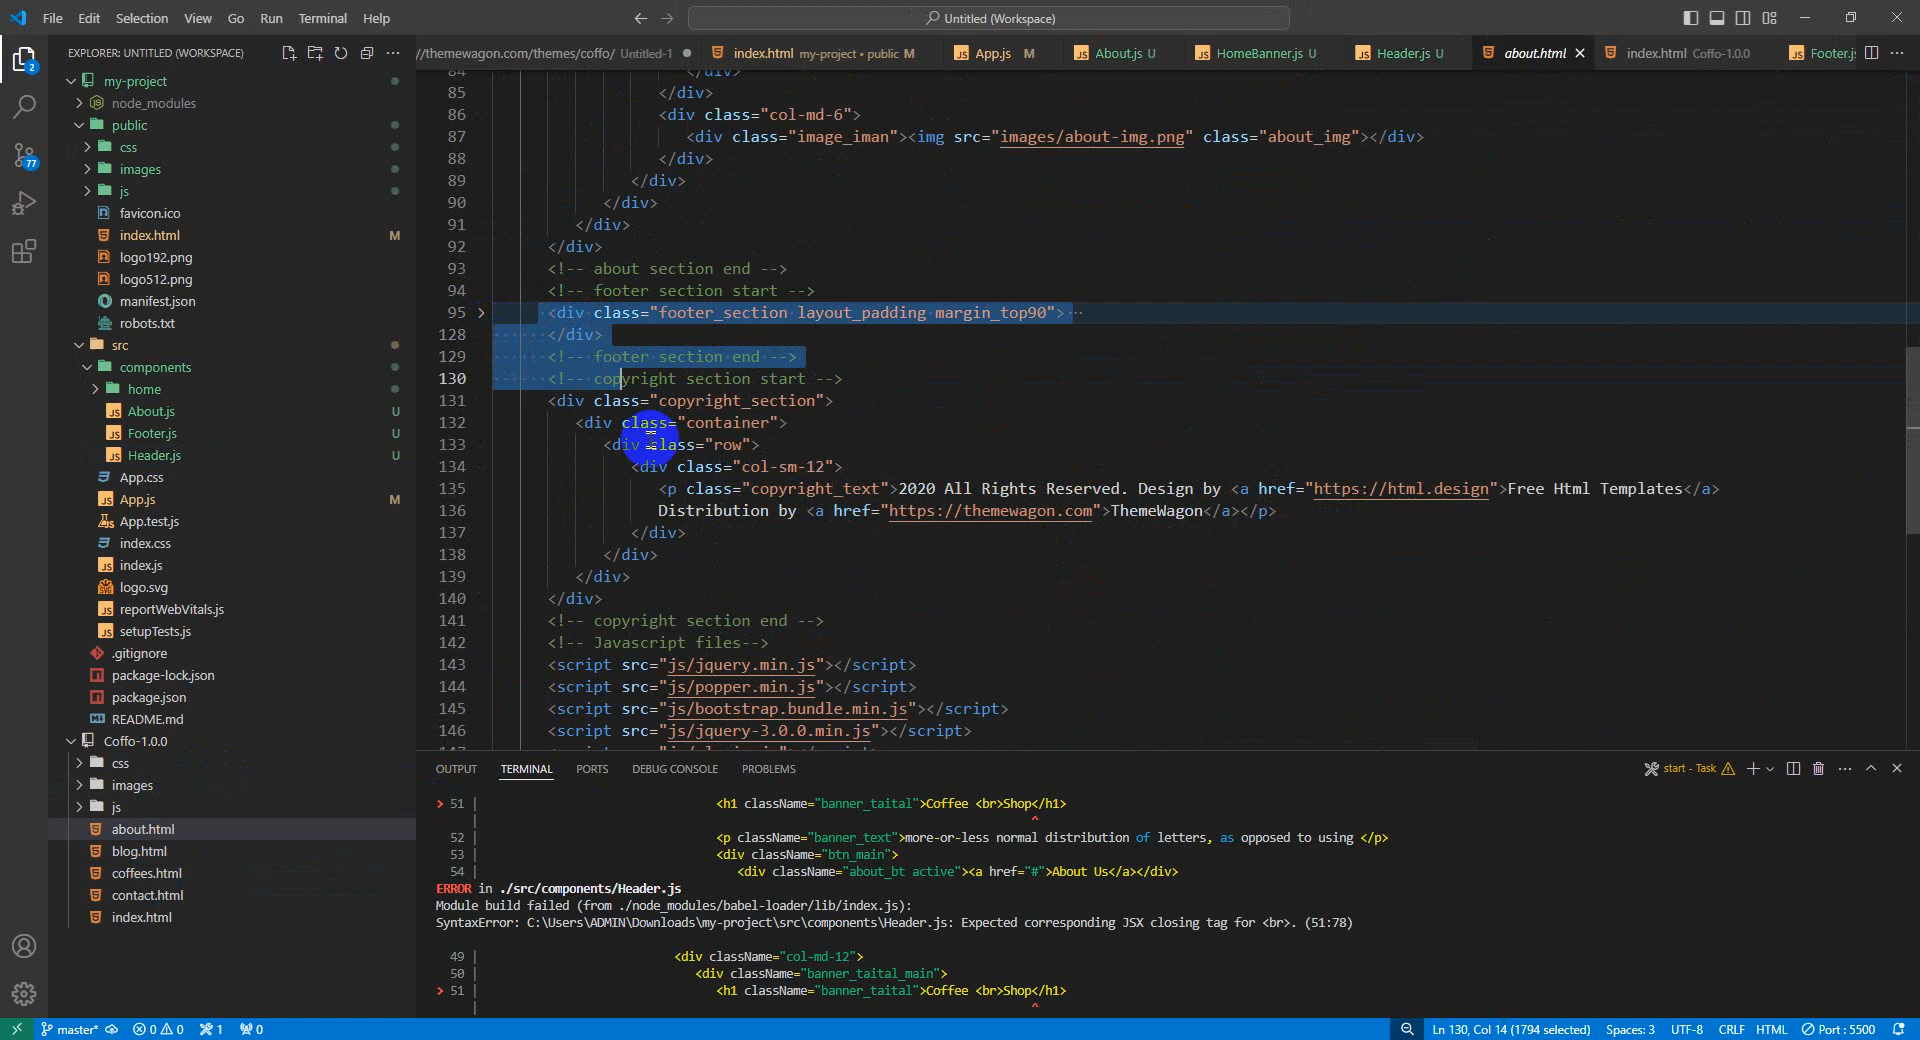 File Edit Selection View Go Run Terminal Help
Untitled (Workspace)
EXPLORER: UNTITLED (WORKSPACE)
//themewagon.com/themes/coffo/ Untitled-1
index.html my-project • public M
App.js M
About.js U
HomeBanner.js U
Header.js U
about.html
index.html Coffo-1.0.0
Footer.js
2
77
my-project
node_modules
public
css
images
js
favicon.ico
index.html M
logo192.png
logo512.png
manifest.json
robots.txt
src
components
home
About.js U
Footer.js U
Header.js U
App.css
App.js M
App.test.js
index.css
index.js
logo.svg
reportWebVitals.js
setupTests.js
.gitignore
package-lock.json
package.json
README.md
Coffo-1.0.0
css
images
js
about.html
blog.html
coffees.html
contact.html
index.html
84 </div>
85 </div>
86 <div class="col-md-6">
87 <div class="image_iman"><img src="images/about-img.png" class="about_img"></div>
88 </div>
89 </div>
90 </div>
91 </div>
92 </div>
93 <!-- about section end -->
94 <!-- footer section start -->
95 <div class="footer_section layout_padding margin_top90"> ··
128 </div>
129 <!-- footer section end -->
130 <!-- copyright section start -->
131 <div class="copyright_section">
132 <div class="container">
133 <div class="row">
134 <div class="col-sm-12">
135 <p class="copyright_text">2020 All Rights Reserved. Design by <a href="https://html.design">Free Html Templates</a>
136 Distribution by <a href="https://themewagon.com">ThemeWagon</a></p>
137 </div>
138 </div>
139 </div>
140 </div>
141 <!-- copyright section end -->
142 <!-- Javascript files-->
143 <script src="js/jquery.min.js"></script>
144 <script src="js/popper.min.js"></script>
145 <script src="js/bootstrap.bundle.min.js"></script>
146 <script src="js/jquery-3.0.0.min.js"></script>
OUTPUT TERMINAL PORTS DEBUG CONSOLE PROBLEMS
start - Task
> 51 | <h1 className="banner_taital">Coffee <br>Shop</h1>
| ^
52 | <p className="banner_text">more-or-less normal distribution of letters, as opposed to using </p>
53 | <div className="btn_main">
54 | <div className="about_bt active"><a href="#">About Us</a></div>
ERROR in ./src/components/Header.js
Module build failed (from ./node_modules/babel-loader/lib/index.js):
SyntaxError: C:\Users\ADMIN\Downloads\my-project\src\components\Header.js: Expected corresponding JSX closing tag for <br>. (51:78)
49 | <div className="col-md-12">
50 | <div className="banner_taital_main">
> 51 | <h1 className="banner_taital">Coffee <br>Shop</h1>
| ^
master* 0 0 1 0
Ln 130, Col 14 (1794 selected) Spaces: 3 UTF-8 CRLF HTML Port : 5500